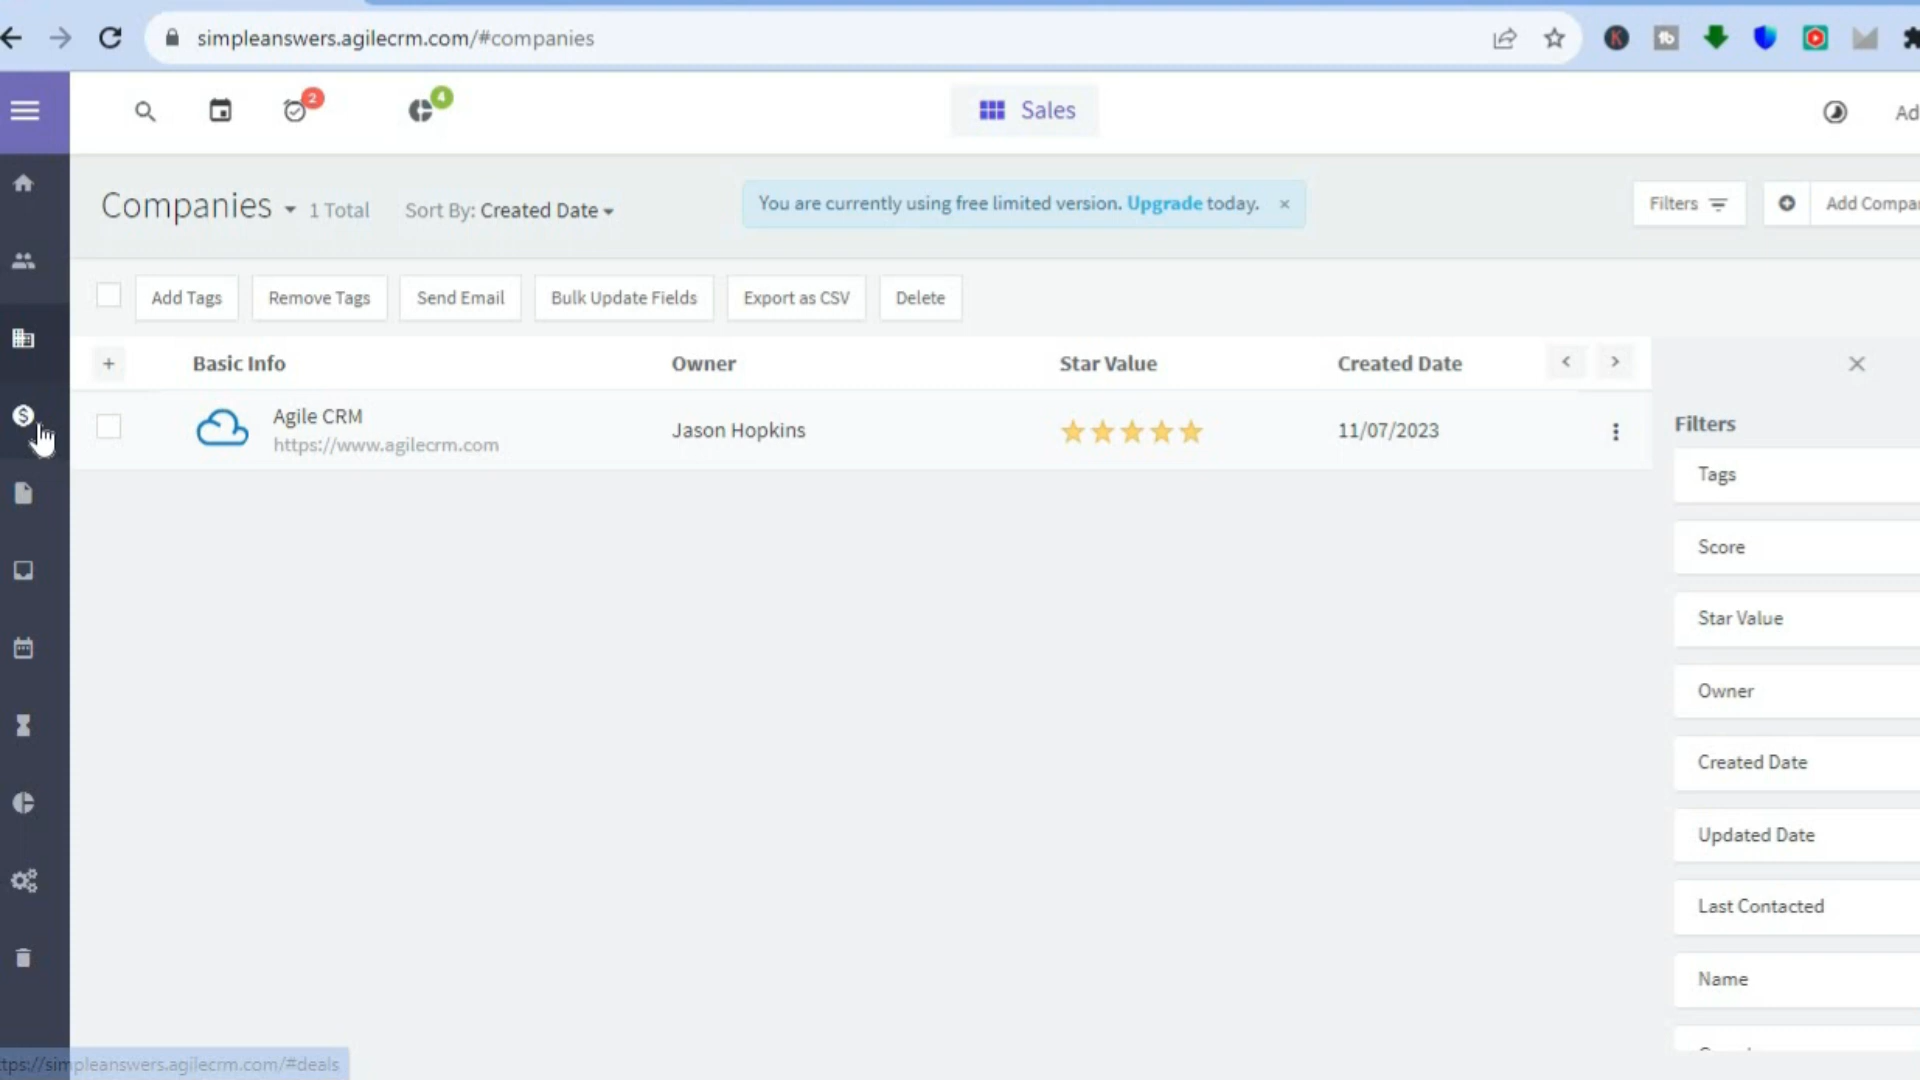 simpleanswers.agilecrm.com/#companies
2
4
Sales
Ad
Companies 1 Total Sort By: Created Date
You are currently using free limited version. Upgrade today. ×
Filters
Add Compa
Add Tags
Remove Tags
Send Email
Bulk Update Fields
Export as CSV
Delete
+ Basic Info Owner Star Value Created Date < >
Agile CRM
https://www.agilecrm.com
Jason Hopkins
11/07/2023
Filters
Tags
Score
Star Value
Owner
Created Date
Updated Date
Last Contacted
Name
tps://simpleanswers.agilecrm.com/#deals